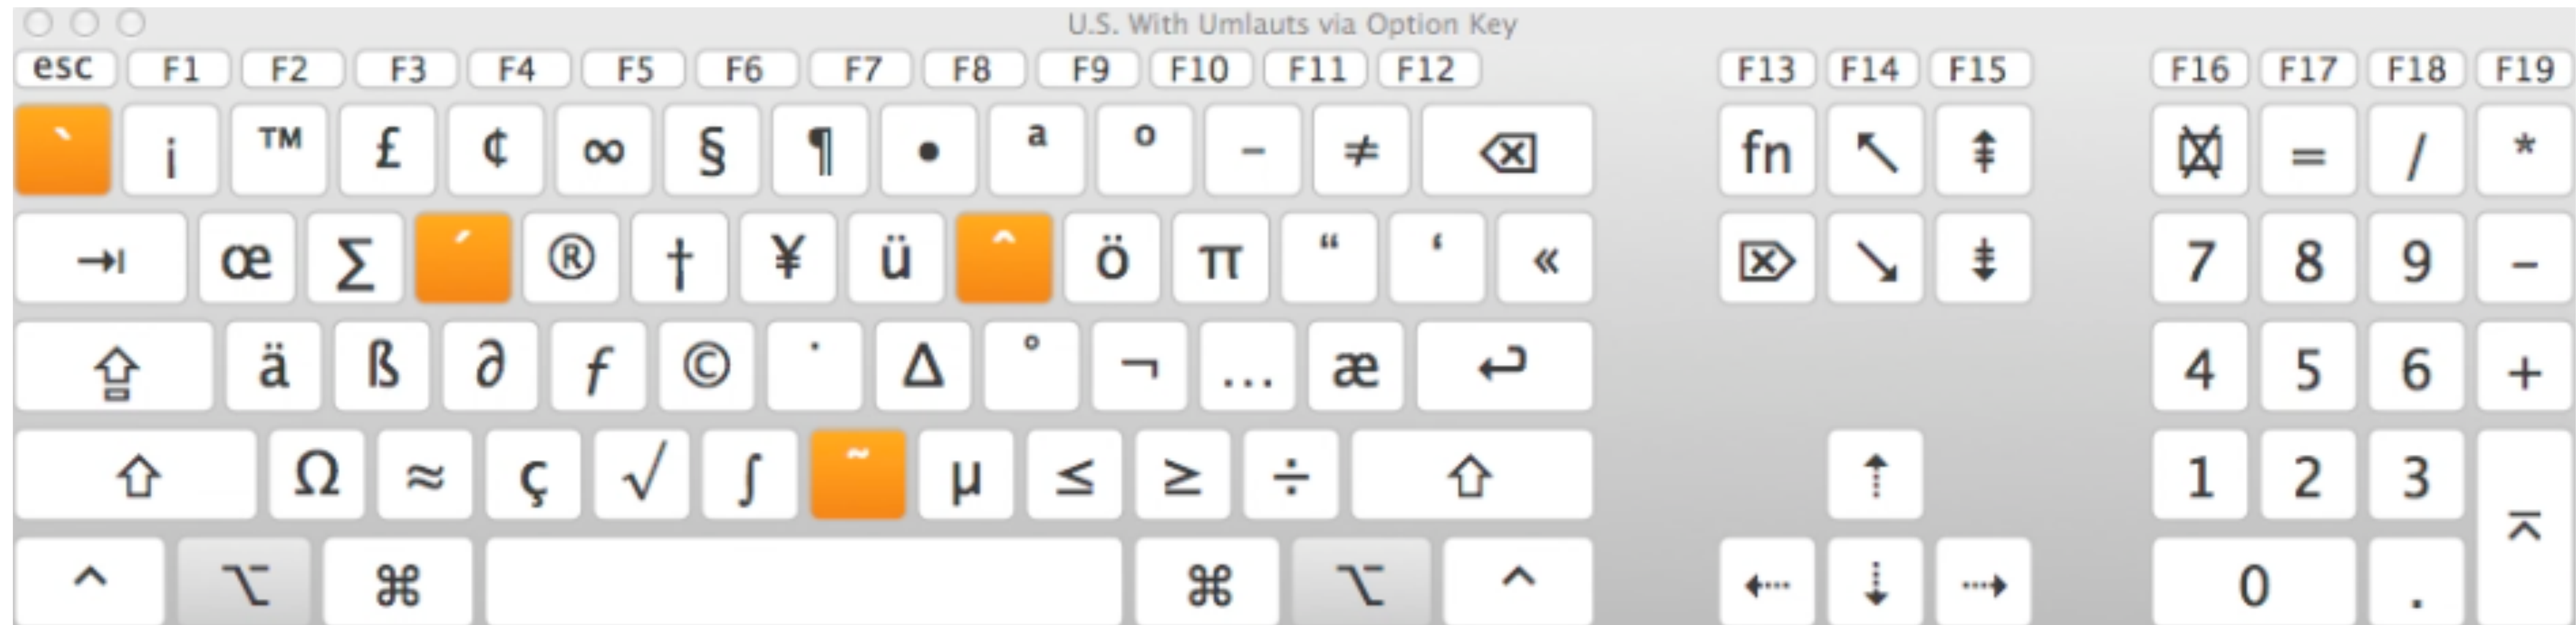 U.S. With Umlauts via Option Key
esc F1 F2 F3 F4 F5 F6 F7 F8 F9 F10 F11 F12 F13 F14 F15 F16 F17 F18 F19
` ¡ ™ £ ¢ ∞ § ¶ • ª º – ≠ ⌫ fn ↖ ⇞ = / *
⇥ œ ∑ ´ ® † ¥ ü ˆ ö π “ ‘ « ⌦ ↘ ⇟ 7 8 9 -
⇪ ä ß ∂ ƒ © ˙ ∆ ˚ ¬ … æ ↩ 4 5 6 +
⇧ Ω ≈ ç √ ∫ ˜ µ ≤ ≥ ÷ ⇧ ⇡ 1 2 3 ⌅
⌃ ⌥ ⌘ ⌘ ⌥ ⌃ ⇠ ⇣ ⇢ 0 .